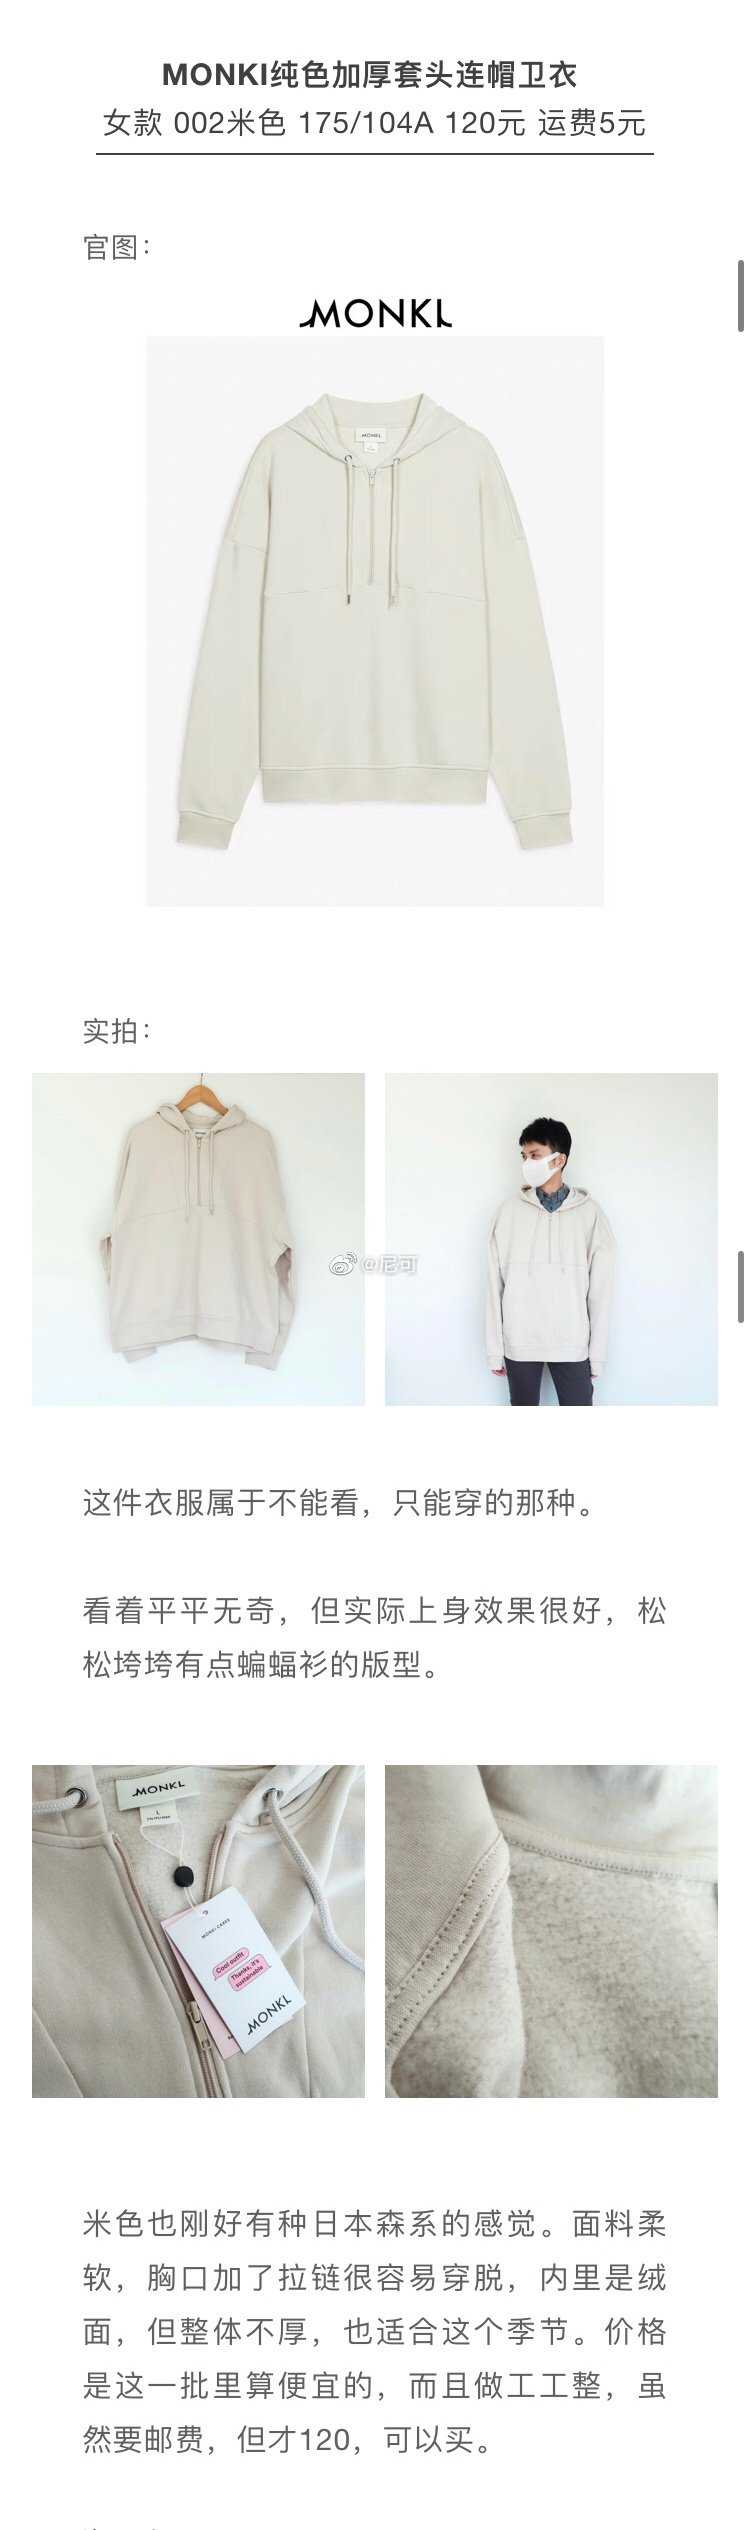 MONKI纯色加厚套头连帽卫衣
女款 002米色 175/104A 120元 运费5元
官图：
MONKI
MONKI
实拍：
@尼可
这件衣服属于不能看，只能穿的那种。
看着平平无奇，但实际上身效果很好，松
松垮垮有点蝙蝠衫的版型。
MONKI
L
MONKI CARES
Cool outfit
Thanks, it's
sustainable
MONKI
米色也刚好有种日本森系的感觉。面料柔
软，胸口加了拉链很容易穿脱，内里是绒
面，但整体不厚，也适合这个季节。价格
是这一批里算便宜的，而且做工工整，虽
然要邮费，但才120，可以买。